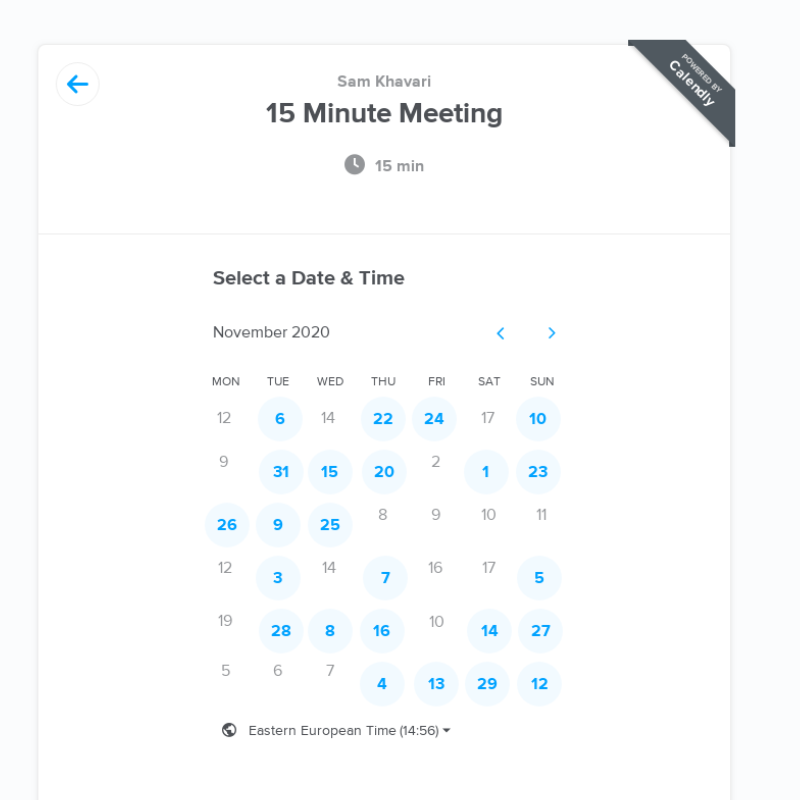 POWERED BY
Calendly
Sam Khavari
15 Minute Meeting
15 min
Select a Date & Time
November 2020
MON TUE WED THU FRI SAT SUN
12 6 14 22 24 17 10
9 31 15 20 2 1 23
26 9 25 8 9 10 11
12 3 14 7 16 17 5
19 28 8 16 10 14 27
5 6 7 4 13 29 12
Eastern European Time (14:56)